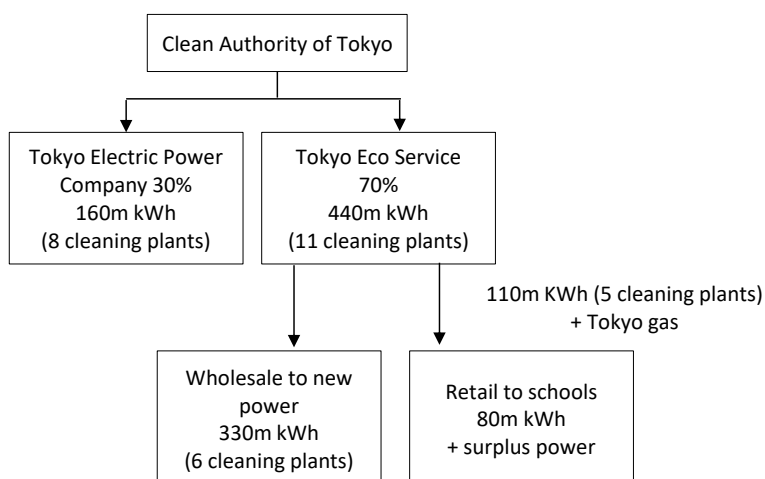 Clean Authority of Tokyo
Tokyo Electric Power
Company 30%
160m kWh
(8 cleaning plants)
Tokyo Eco Service
70%
440m kWh
(11 cleaning plants)
110m KWh (5 cleaning plants)
+ Tokyo gas
Wholesale to new
power
330m kWh
(6 cleaning plants)
Retail to schools
80m kWh
+ surplus power